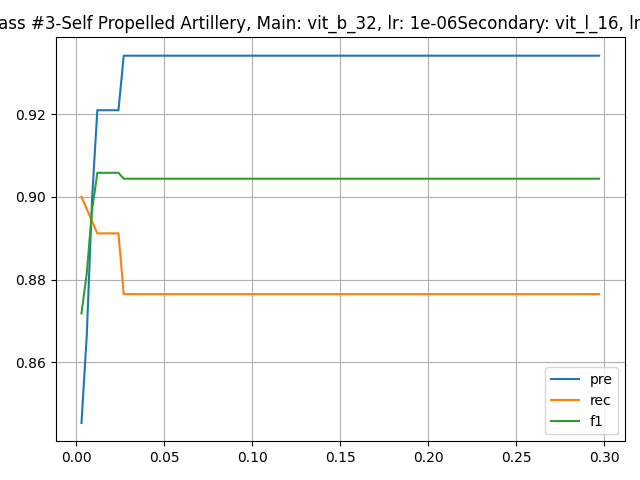 ass #3-Self Propelled Artillery, Main: vit_b_32, lr: 1e-06Secondary: vit_l_16, lr
0.92
0.90
0.88
0.86
0.00 0.05 0.10 0.15 0.20 0.25 0.30
pre
rec
f1